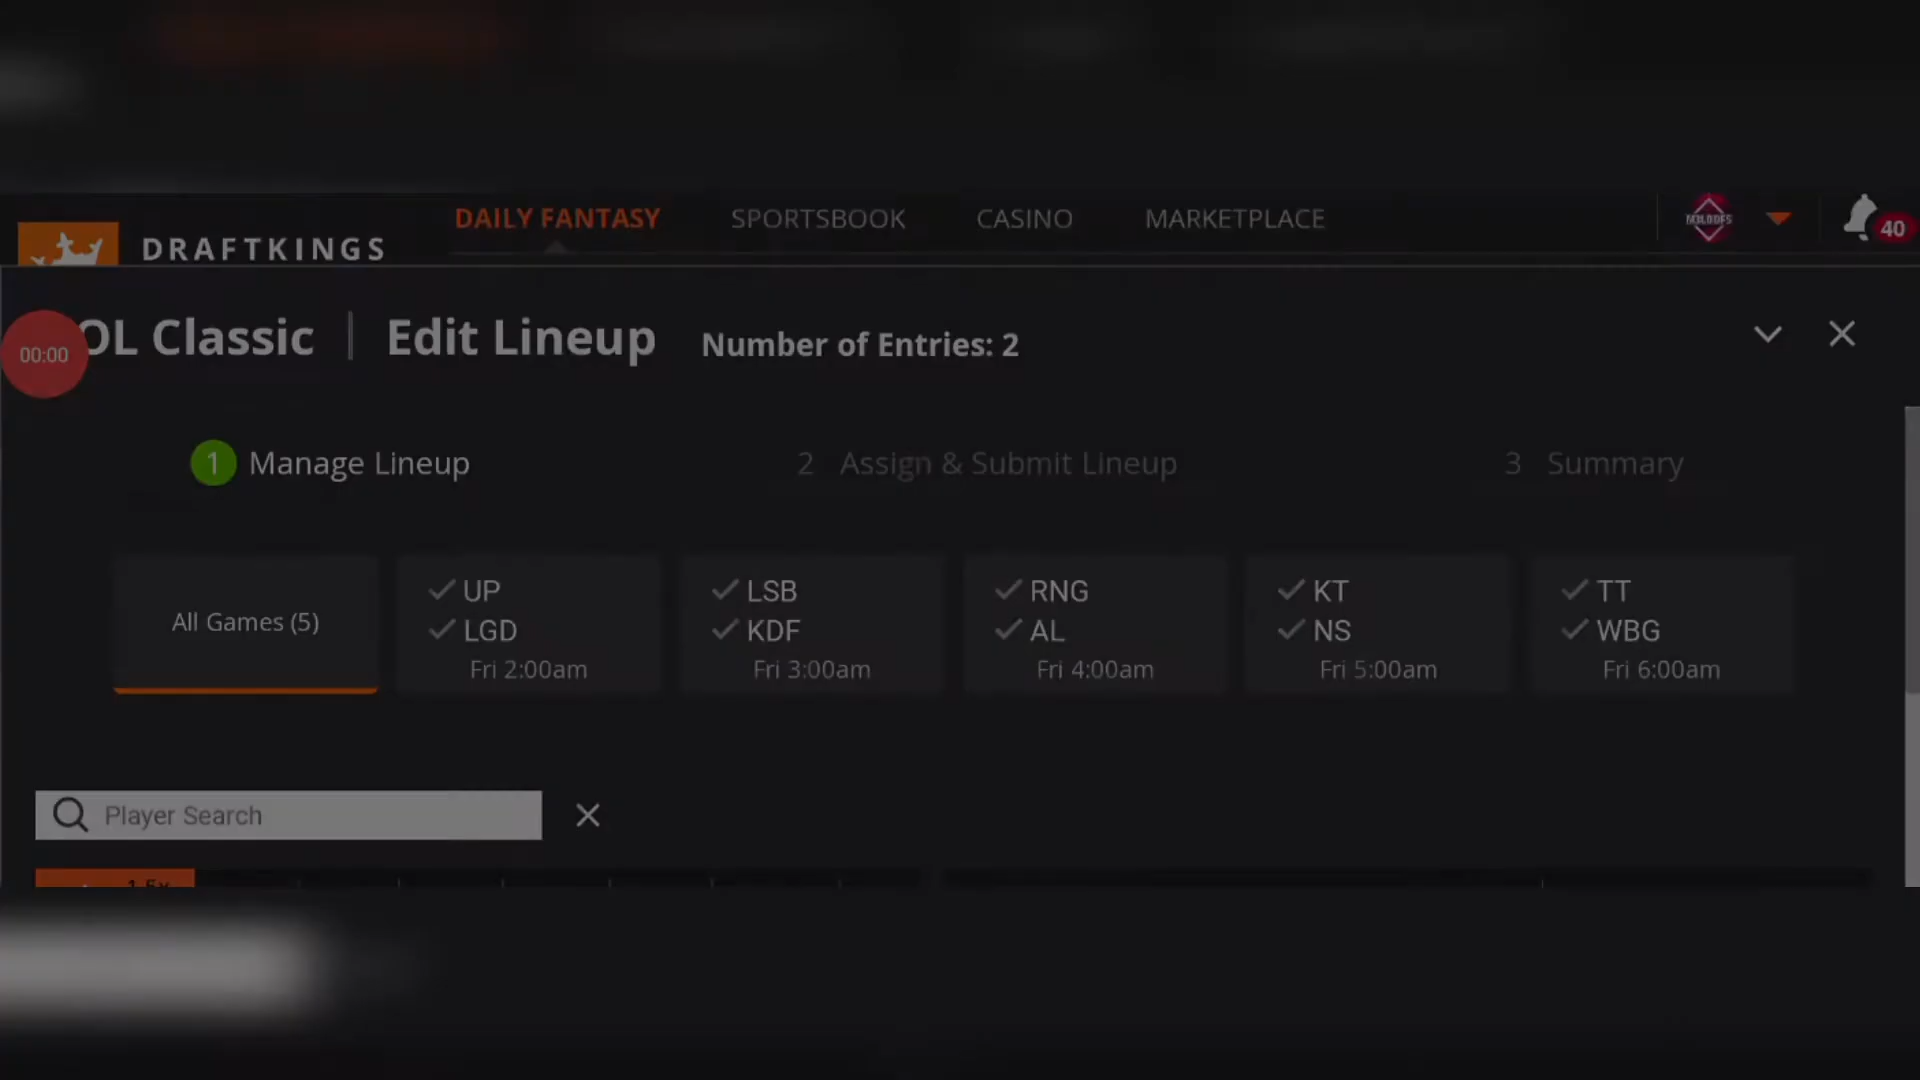 DAILY FANTASY SPORTSBOOK CASINO MARKETPLACE
DRAFTKINGS
40
00:00
OL Classic | Edit Lineup Number of Entries: 2
1 Manage Lineup 2 Assign & Submit Lineup 3 Summary
All Games (5)
UP
LGD
Fri 2:00am
LSB
KDF
Fri 3:00am
RNG
AL
Fri 4:00am
KT
NS
Fri 5:00am
TT
WBG
Fri 6:00am
Player Search